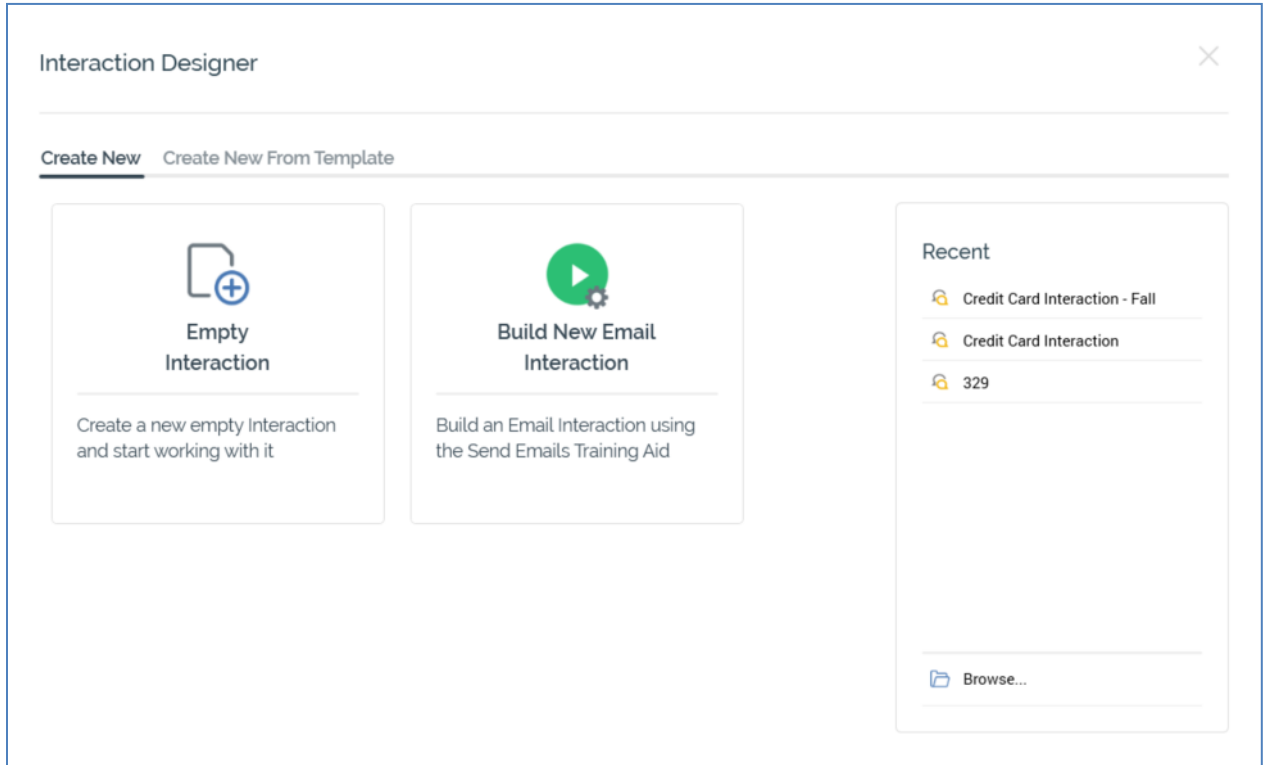 Interaction Designer
Create New
Create New From Template
Empty
Interaction
Create a new empty Interaction
and start working with it
Build New Email
Interaction
Build an Email Interaction using
the Send Emails Training Aid
Recent
Credit Card Interaction - Fall
Credit Card Interaction
329
Browse...